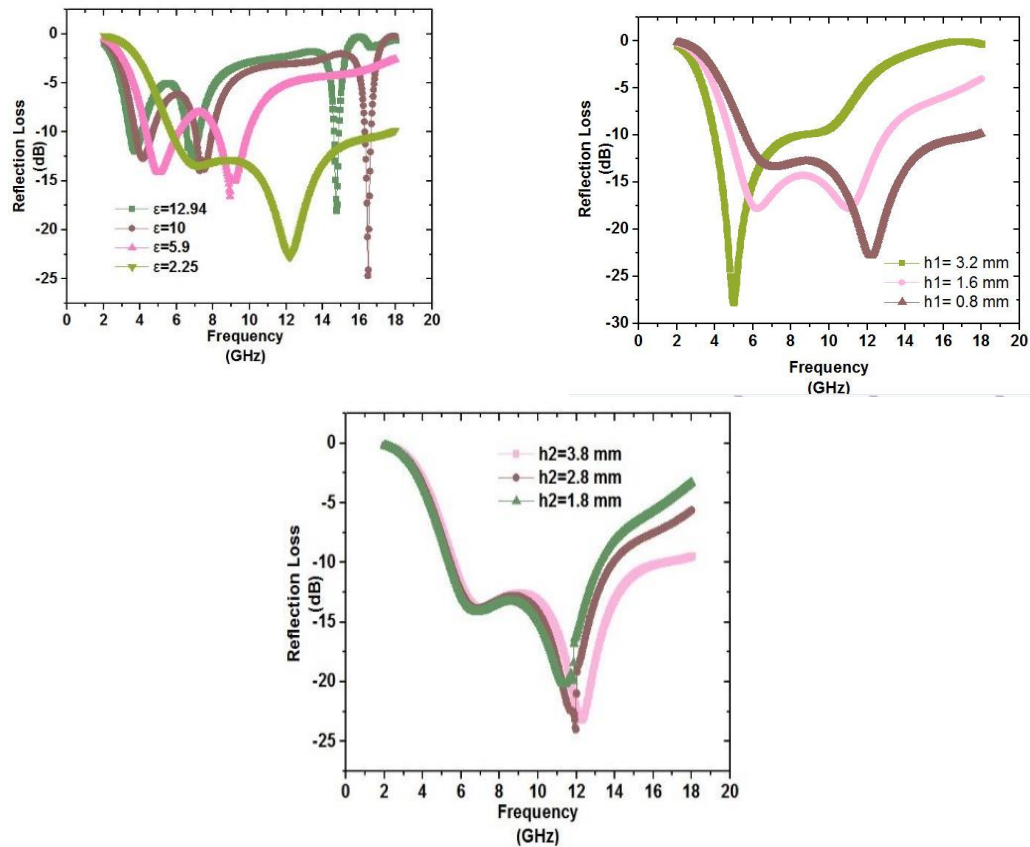 0
-5
-10
-15
-20
-25
Reflection Loss
(dB)
ε=12.94
ε=10
ε=5.9
ε=2.25
0 2 4 6 8 10 12 14 16 18 20
Frequency
(GHz)
0
-5
-10
-15
-20
-25
-30
Reflection Loss
(dB)
h1= 3.2 mm
h1= 1.6 mm
h1= 0.8 mm
0 2 4 6 8 10 12 14 16 18 20
Frequency
(GHz)
0
-5
-10
-15
-20
-25
Reflection Loss
(dB)
h2=3.8 mm
h2=2.8 mm
h2=1.8 mm
0 2 4 6 8 10 12 14 16 18 20
Frequency
(GHz)